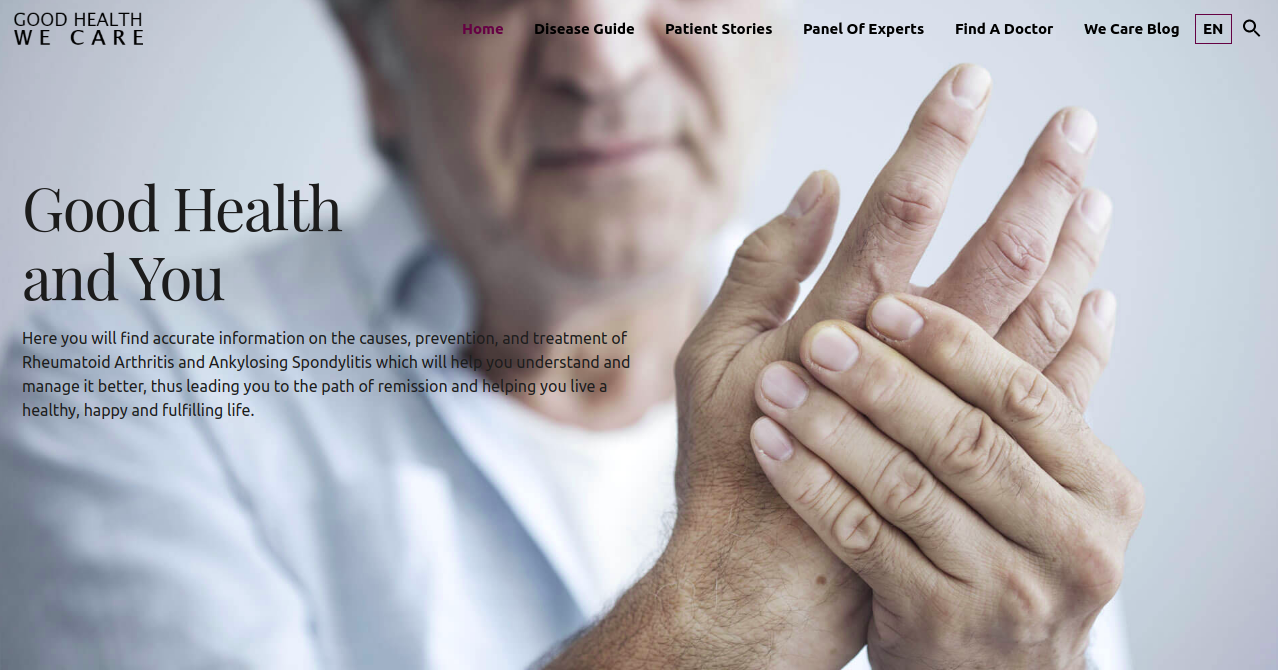 GOOD HEALTH
WE CARE
Home Disease Guide Patient Stories Panel Of Experts Find A Doctor We Care Blog EN
Good Health
and You
Here you will find accurate information on the causes, prevention, and treatment of
Rheumatoid Arthritis and Ankylosing Spondylitis which will help you understand and
manage it better, thus leading you to the path of remission and helping you live a
healthy, happy and fulfilling life.